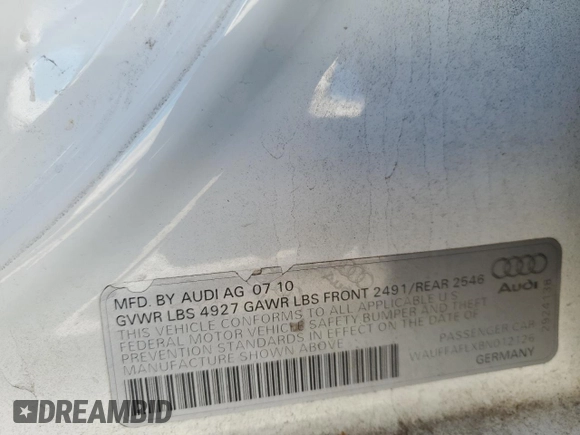 MFD. BY AUDI AG 07 10
GVWR LBS 4927 GAWR LBS FRONT 2491/REAR 2546
THIS VEHICLE CONFORMS TO ALL APPLICABLE U.S.
FEDERAL MOTOR VEHICLE SAFETY BUMPER AND THEFT
PREVENTION STANDARDS IN EFFECT ON THE DATE OF
MANUFACTURE SHOWN ABOVE
PASSENGER CAR
WAUFFAFLXBN012126
GERMANY
Audi
DREAMBID